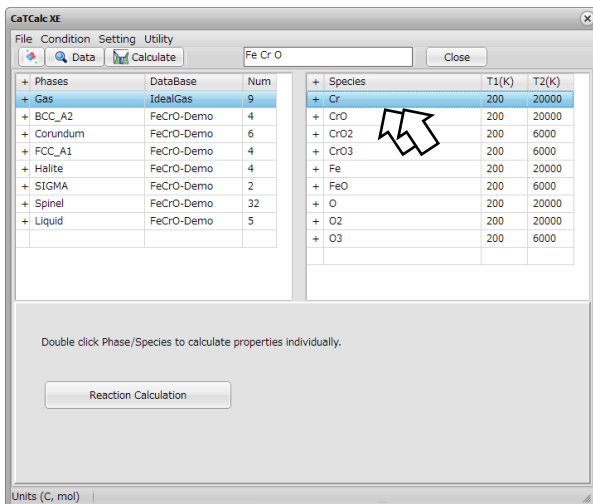 CaTCalc XE
File Condition Setting Utility
Data Calculate Fe Cr O Close
+ Phases DataBase Num
+ Gas IdealGas 9
+ BCC_A2 FeCrO-Demo 4
+ Corundum FeCrO-Demo 6
+ FCC_A1 FeCrO-Demo 4
+ Halite FeCrO-Demo 4
+ SIGMA FeCrO-Demo 2
+ Spinel FeCrO-Demo 32
+ Liquid FeCrO-Demo 5
+ Species T1(K) T2(K)
+ Cr 200 20000
+ CrO 200 20000
+ CrO2 200 6000
+ CrO3 200 6000
+ Fe 200 20000
+ FeO 200 6000
+ O 200 20000
+ O2 200 20000
+ O3 200 6000
Double click Phase/Species to calculate properties individually.
Reaction Calculation
Units (C, mol)